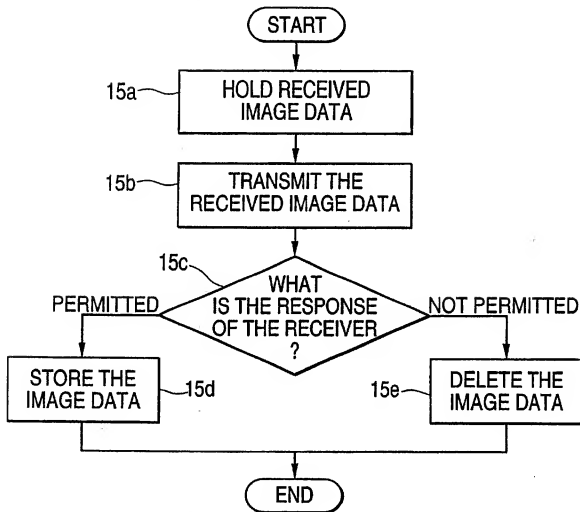 START
15a
HOLD RECEIVED
IMAGE DATA
15b
TRANSMIT THE
RECEIVED IMAGE DATA
15c
WHAT
IS THE RESPONSE
OF THE RECEIVER
?
PERMITTED
NOT PERMITTED
STORE THE
IMAGE DATA
15d
15e
DELETE THE
IMAGE DATA
END